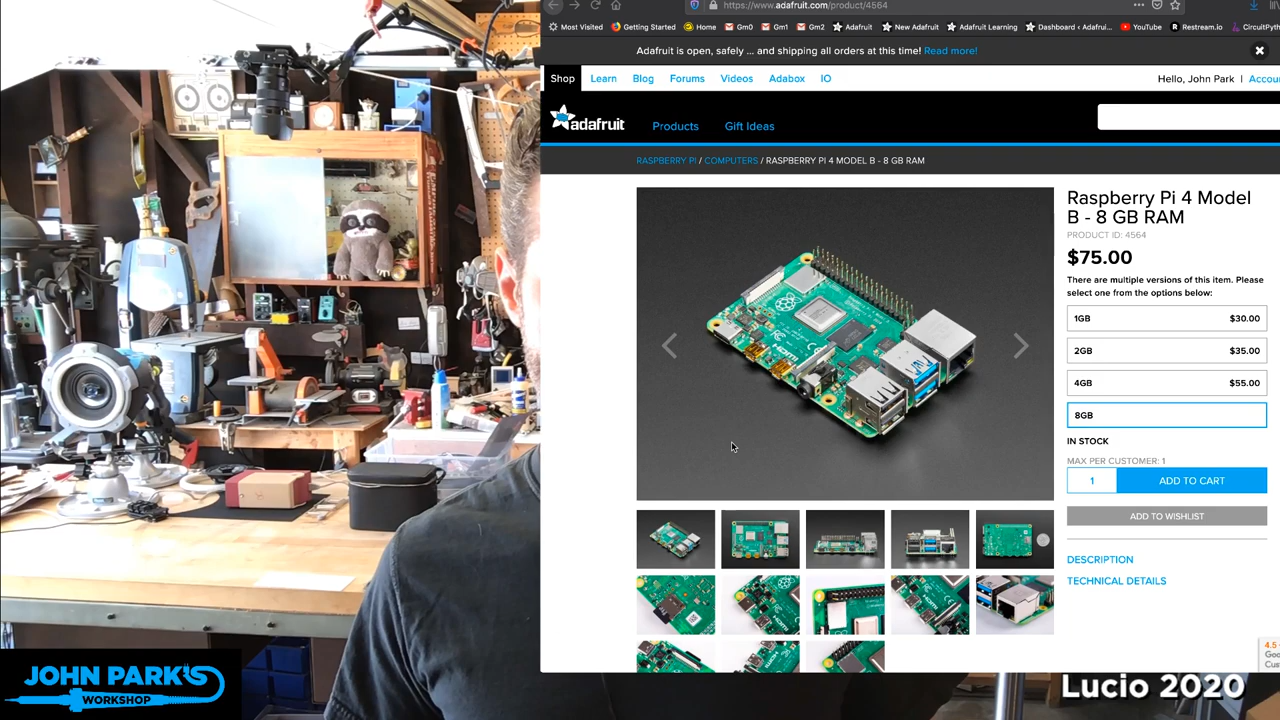 https://www.adafruit.com/product/4564
Most Visited
Getting Started
Home
Gm0
Gm1
Gm2
Adafruit
New Adafruit
Adafruit Learning
Dashboard ‹ Adafrui...
YouTube
Restream.io
CircuitPyth
Adafruit is open, safely ... and shipping all orders at this time! Read more!
Shop Learn Blog Forums Videos Adabox IO
Hello, John Park | Accou
adafruit
Products Gift Ideas
RASPBERRY PI / COMPUTERS / RASPBERRY PI 4 MODEL B - 8 GB RAM
Raspberry Pi 4 Model
B - 8 GB RAM
PRODUCT ID: 4564
$75.00
There are multiple versions of this item. Please
select one from the options below:
1GB $30.00
2GB $35.00
4GB $55.00
8GB
IN STOCK
MAX PER CUSTOMER: 1
1 ADD TO CART
ADD TO WISHLIST
DESCRIPTION
TECHNICAL DETAILS
HDMI
4.5
Goo
Cus
JOHN PARK'S
WORKSHOP
Lucio 2020